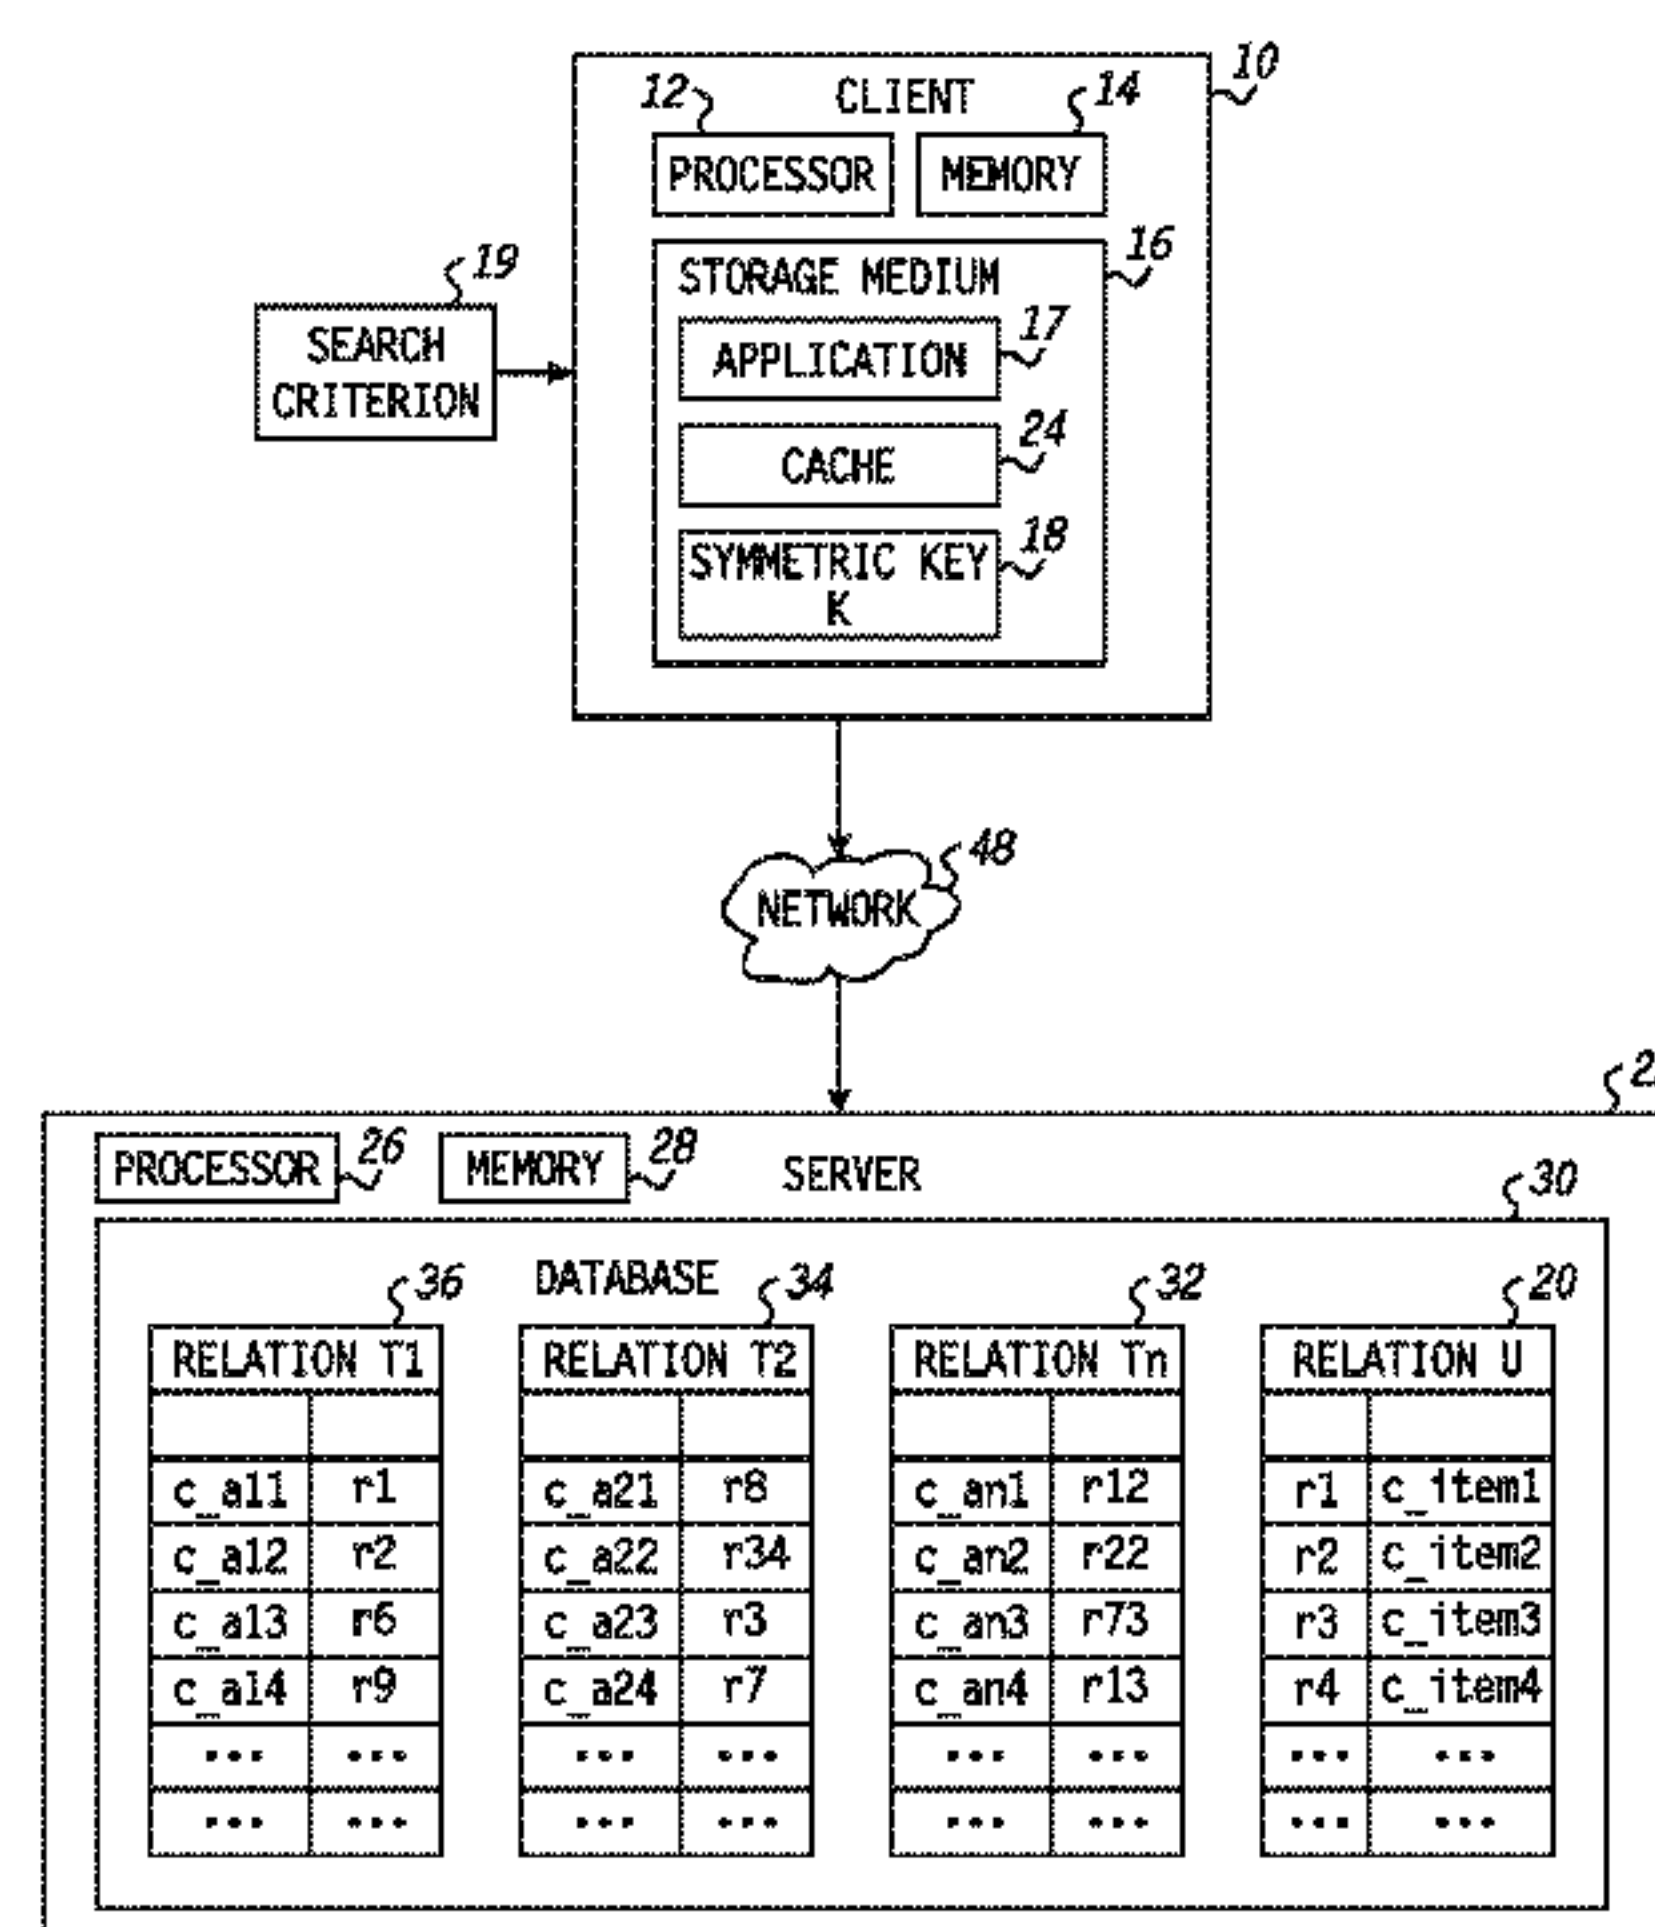 10
12 CLIENT 14
PROCESSOR MEMORY
16
STORAGE MEDIUM
19
SEARCH
CRITERION
17
APPLICATION
24
CACHE
18
SYMMETRIC KEY
K
48
NETWORK
PROCESSOR 26 MEMORY 28 SERVER
30
DATABASE
36 34 32 20
RELATION T1 RELATION T2 RELATION Tn RELATION U
c_a11 r1 c_a21 r8 c_an1 r12 r1 c_item1
c_a12 r2 c_a22 r34 c_an2 r22 r2 c_item2
c_a13 r6 c_a23 r3 c_an3 r73 r3 c_item3
c_a14 r9 c_a24 r7 c_an4 r13 r4 c_item4
... ... ... ... ... ... ... ...
... ... ... ... ... ... ... ...